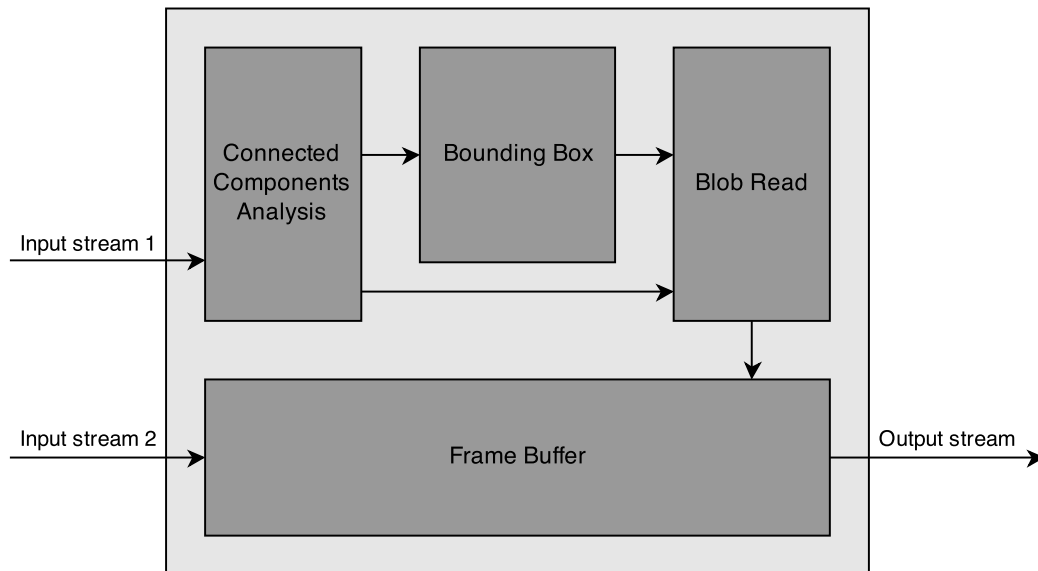 Connected
Components
Analysis
Bounding Box
Blob Read
Input stream 1
Input stream 2
Frame Buffer
Output stream